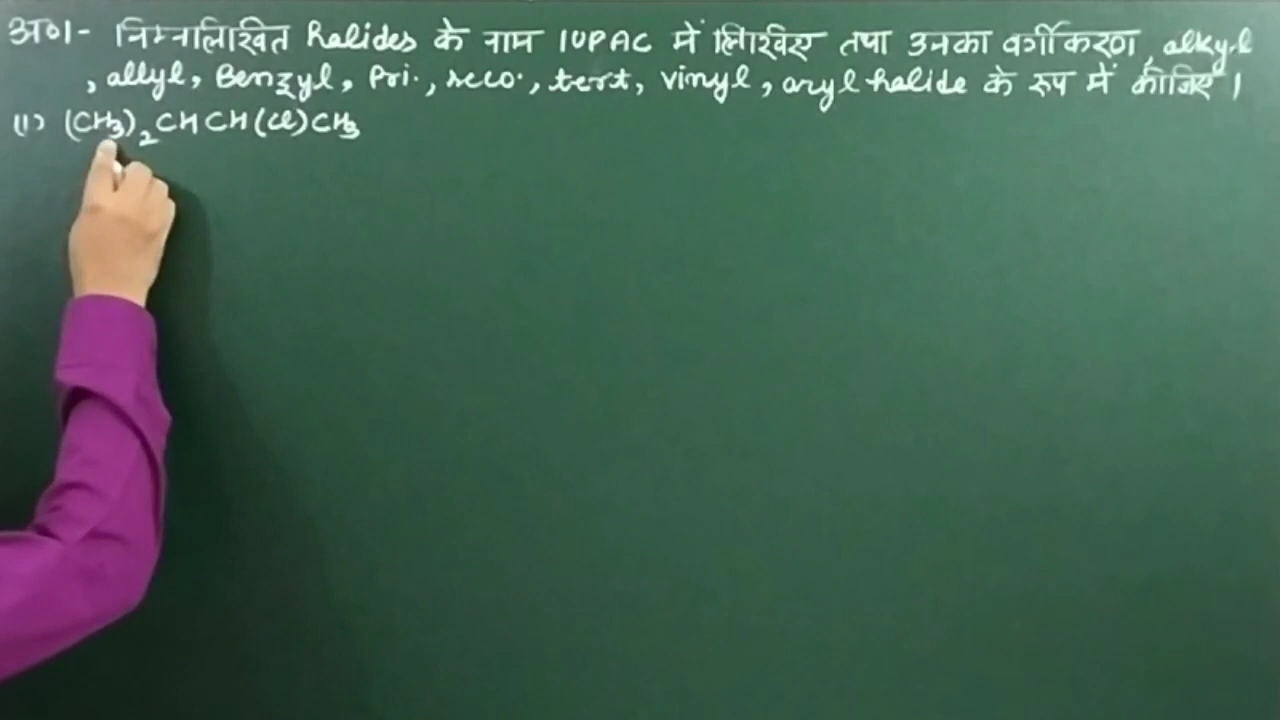 अ०1- निम्नलिखित halides के नाम IUPAC में लिखिए तथा उनका वर्गीकरण, alkyl
, allyl, Benzyl, Pri., seco., tert, vinyl, aryl halide के रूप में कीजिए ।
(1) (CH₃)₂CHCH(Cl)CH₃